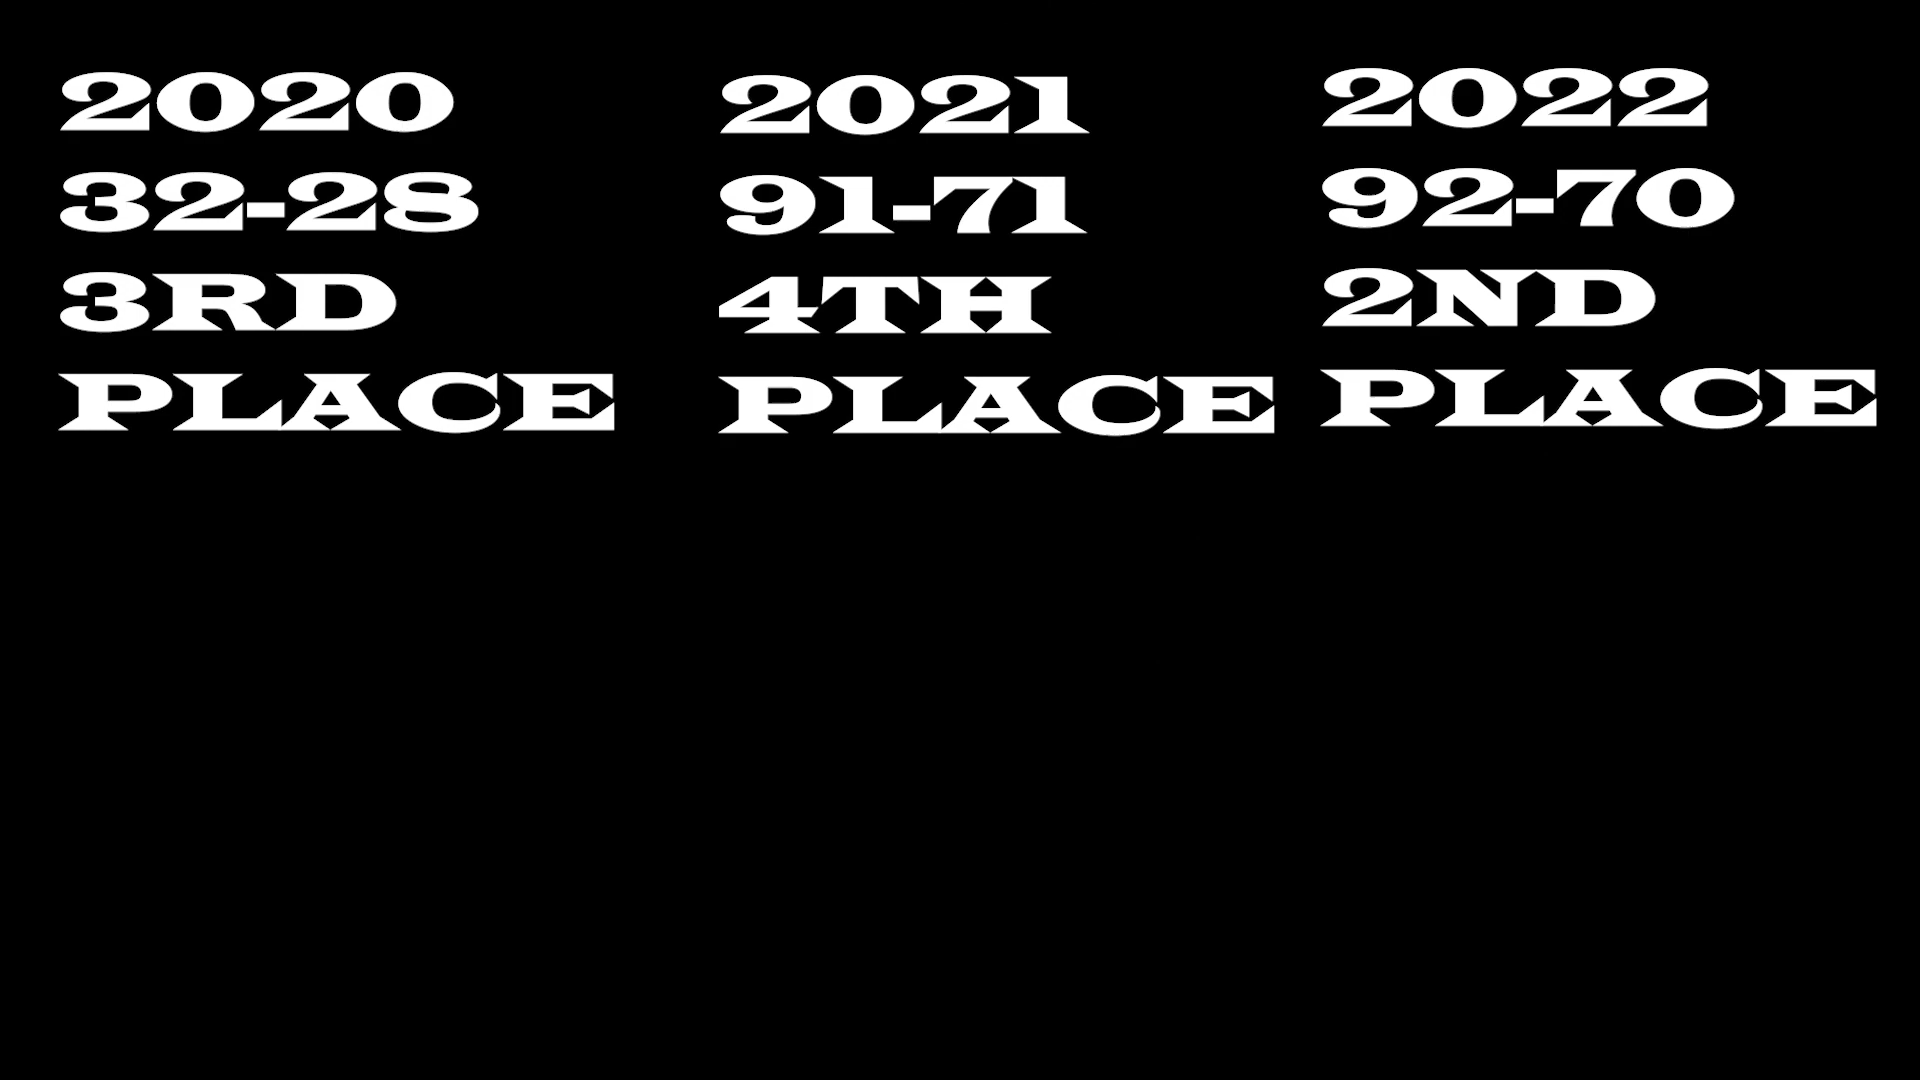 2020
32-28
3RD
PLACE
2021
91-71
4TH
PLACE
2022
92-70
2ND
PLACE